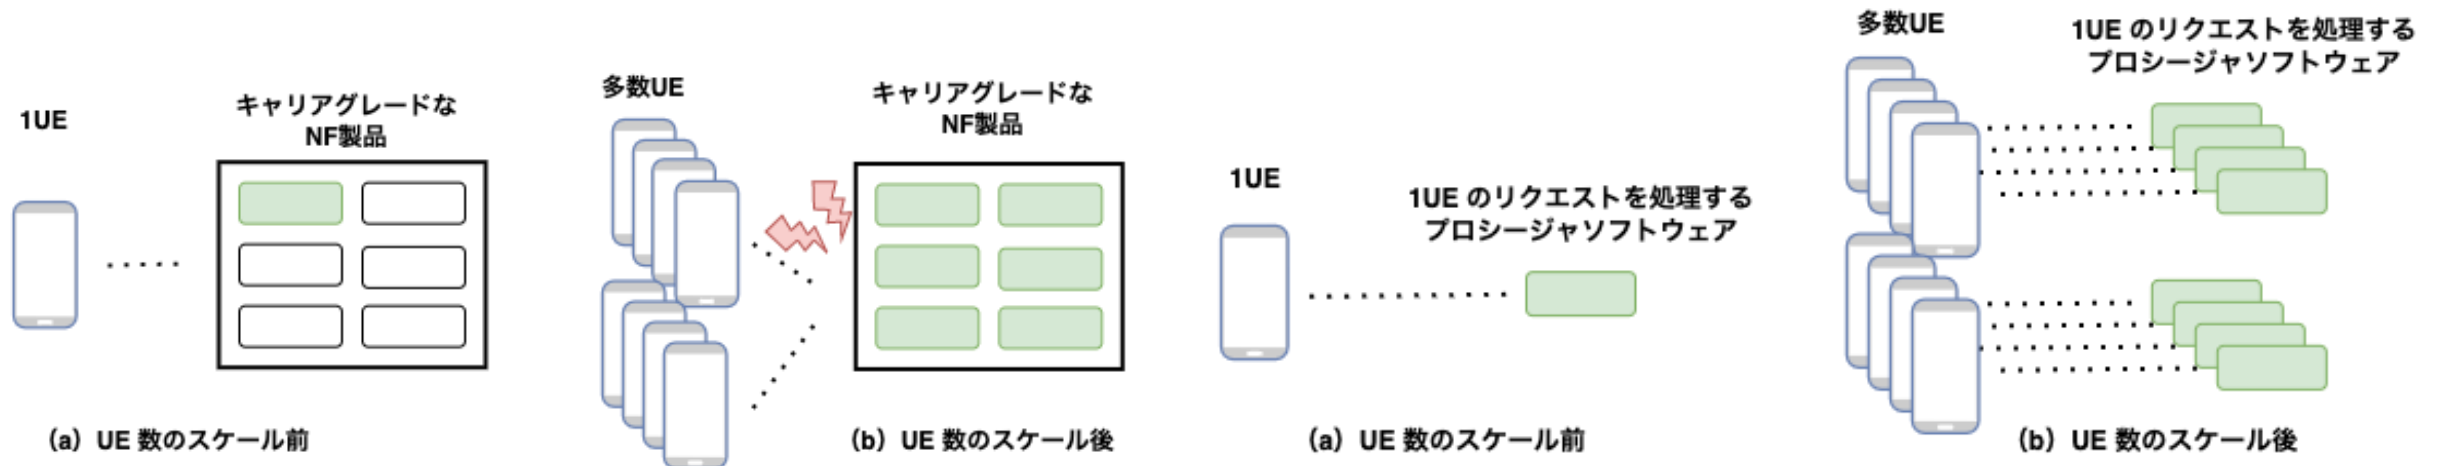 1UE
キャリアグレードな
NF製品
(a) UE 数のスケール前
多数UE
キャリアグレードな
NF製品
(b) UE 数のスケール後
1UE
1UE のリクエストを処理する
プロシージャソフトウェア
(a) UE 数のスケール前
多数UE
1UE のリクエストを処理する
プロシージャソフトウェア
(b) UE 数のスケール後